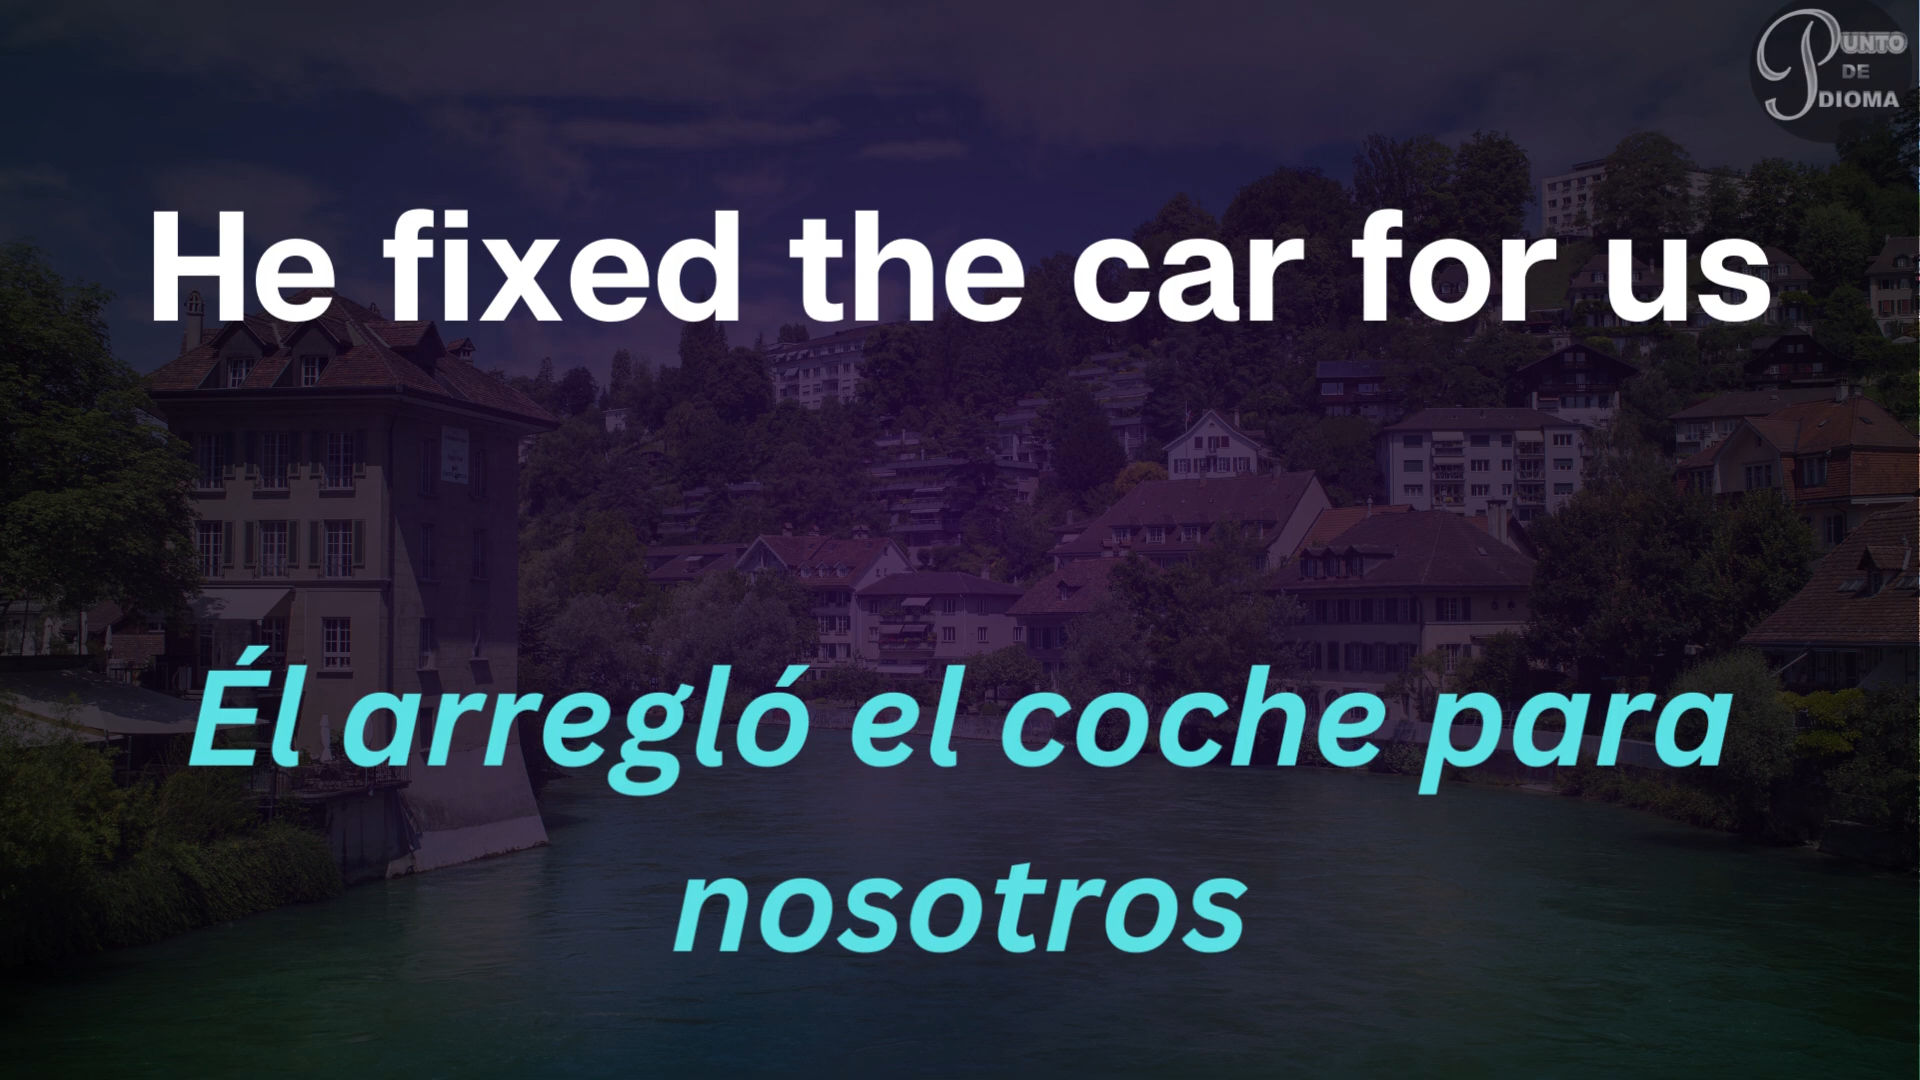 PUNTO
DE
IDIOMA
He fixed the car for us
Él arregló el coche para
nosotros